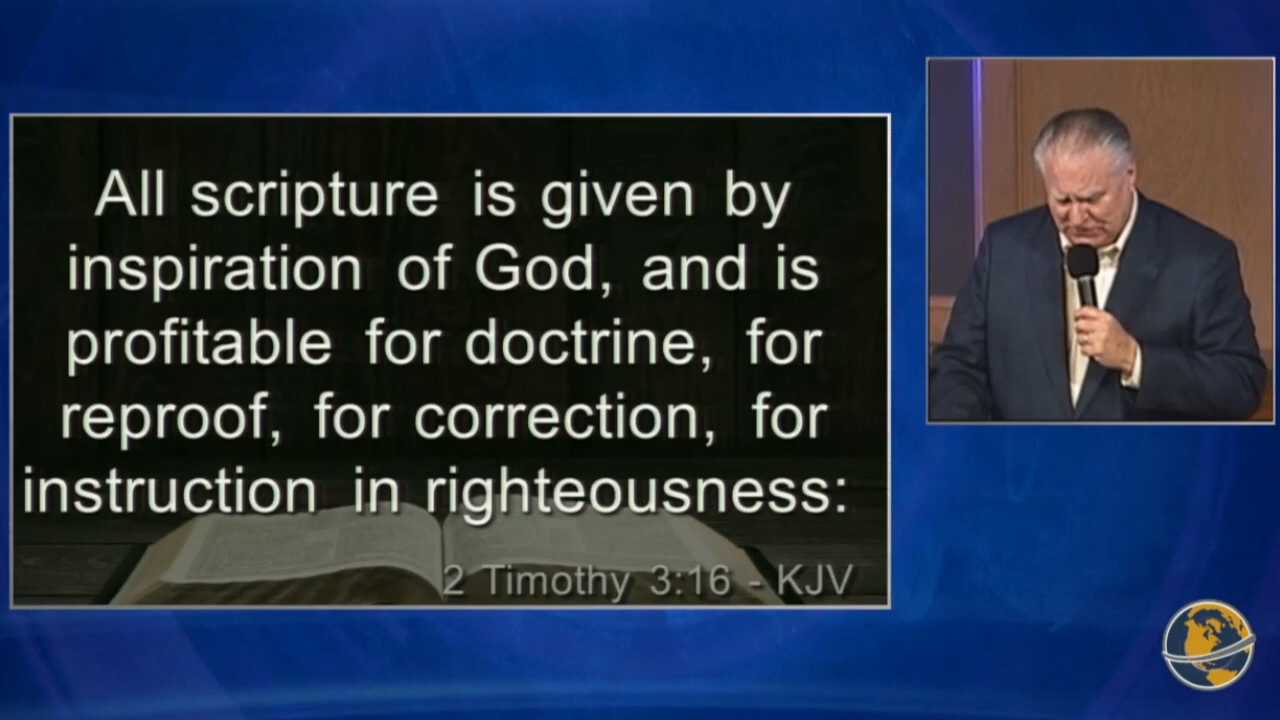 All scripture is given by
inspiration of God, and is
profitable for doctrine, for
reproof, for correction, for
instruction in righteousness:
2 Timothy 3:16 - KJV